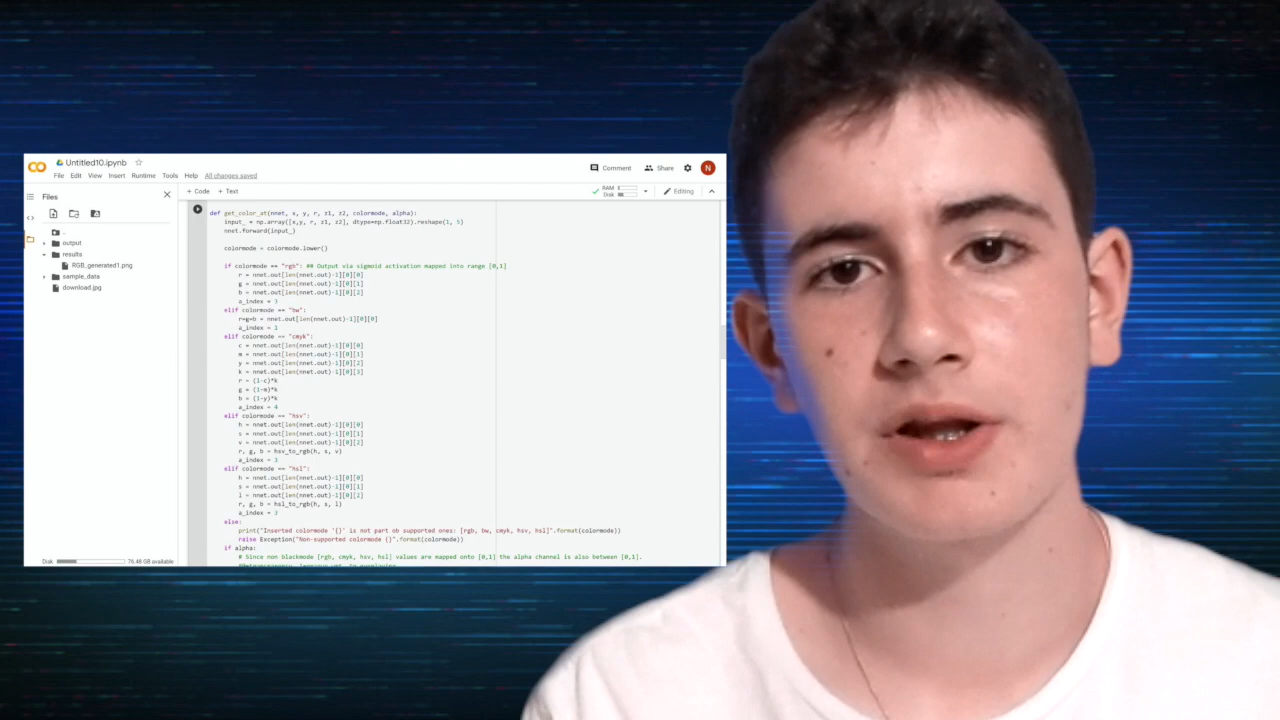 Untitled10.ipynb
File Edit View Insert Runtime Tools Help All changes saved
Comment Share N
Files
+ Code + Text
RAM
Disk
Editing
..
output
results
RGB_generated1.png
sample_data
download.jpg
Disk 76.40 GB available
def get_color_at(nnet, x, y, r, z1, z2, colormode, alpha):
input_ = np.array([x,y, r, z1, z2], dtype=np.float32).reshape(1, 5)
nnet.forward(input_)
colormode = colormode.lower()
if colormode == "rgb": ## Output via sigmoid activation mapped into range [0,1]
r = nnet.out[len(nnet.out)-1][0][0]
g = nnet.out[len(nnet.out)-1][0][1]
b = nnet.out[len(nnet.out)-1][0][2]
a_index = 3
elif colormode == "bw":
r=g=b = nnet.out[len(nnet.out)-1][0][0]
a_index = 1
elif colormode == "cmyk":
c = nnet.out[len(nnet.out)-1][0][0]
m = nnet.out[len(nnet.out)-1][0][1]
y = nnet.out[len(nnet.out)-1][0][2]
k = nnet.out[len(nnet.out)-1][0][3]
r = (1-c)*k
g = (1-m)*k
b = (1-y)*k
a_index = 4
elif colormode == "hsv":
h = nnet.out[len(nnet.out)-1][0][0]
s = nnet.out[len(nnet.out)-1][0][1]
v = nnet.out[len(nnet.out)-1][0][2]
r, g, b = hsv_to_rgb(h, s, v)
a_index = 3
elif colormode == "hsl":
h = nnet.out[len(nnet.out)-1][0][0]
s = nnet.out[len(nnet.out)-1][0][1]
l = nnet.out[len(nnet.out)-1][0][2]
r, g, b = hsl_to_rgb(h, s, l)
a_index = 3
else:
print("Inserted colormode '{}' is not part ob supported ones: [rgb, bw, cmyk, hsv, hsl]".format(colormode))
raise Exception("Non-supported colormode {}".format(colormode))
if alpha:
# Since non blackmode [rgb, cmyk, hsv, hsl] values are mapped onto [0,1] the alpha channel is also between [0,1].